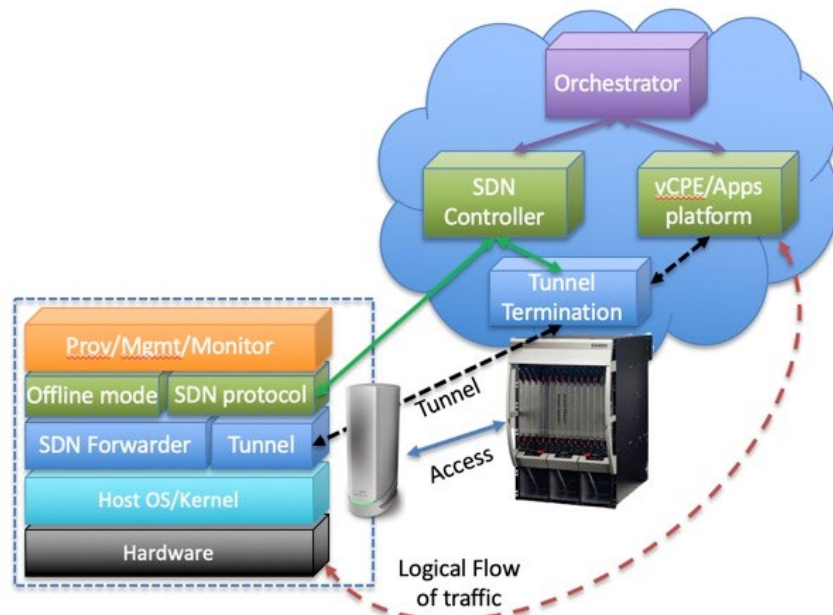 Orchestrator
SDN
Controller
vCPE/Apps
platform
Tunnel
Termination
Prov/Mgmt/Monitor
Offline mode
SDN protocol
SDN Forwarder
Tunnel
Host OS/Kernel
Hardware
Tunnel
Access
Logical Flow
of traffic